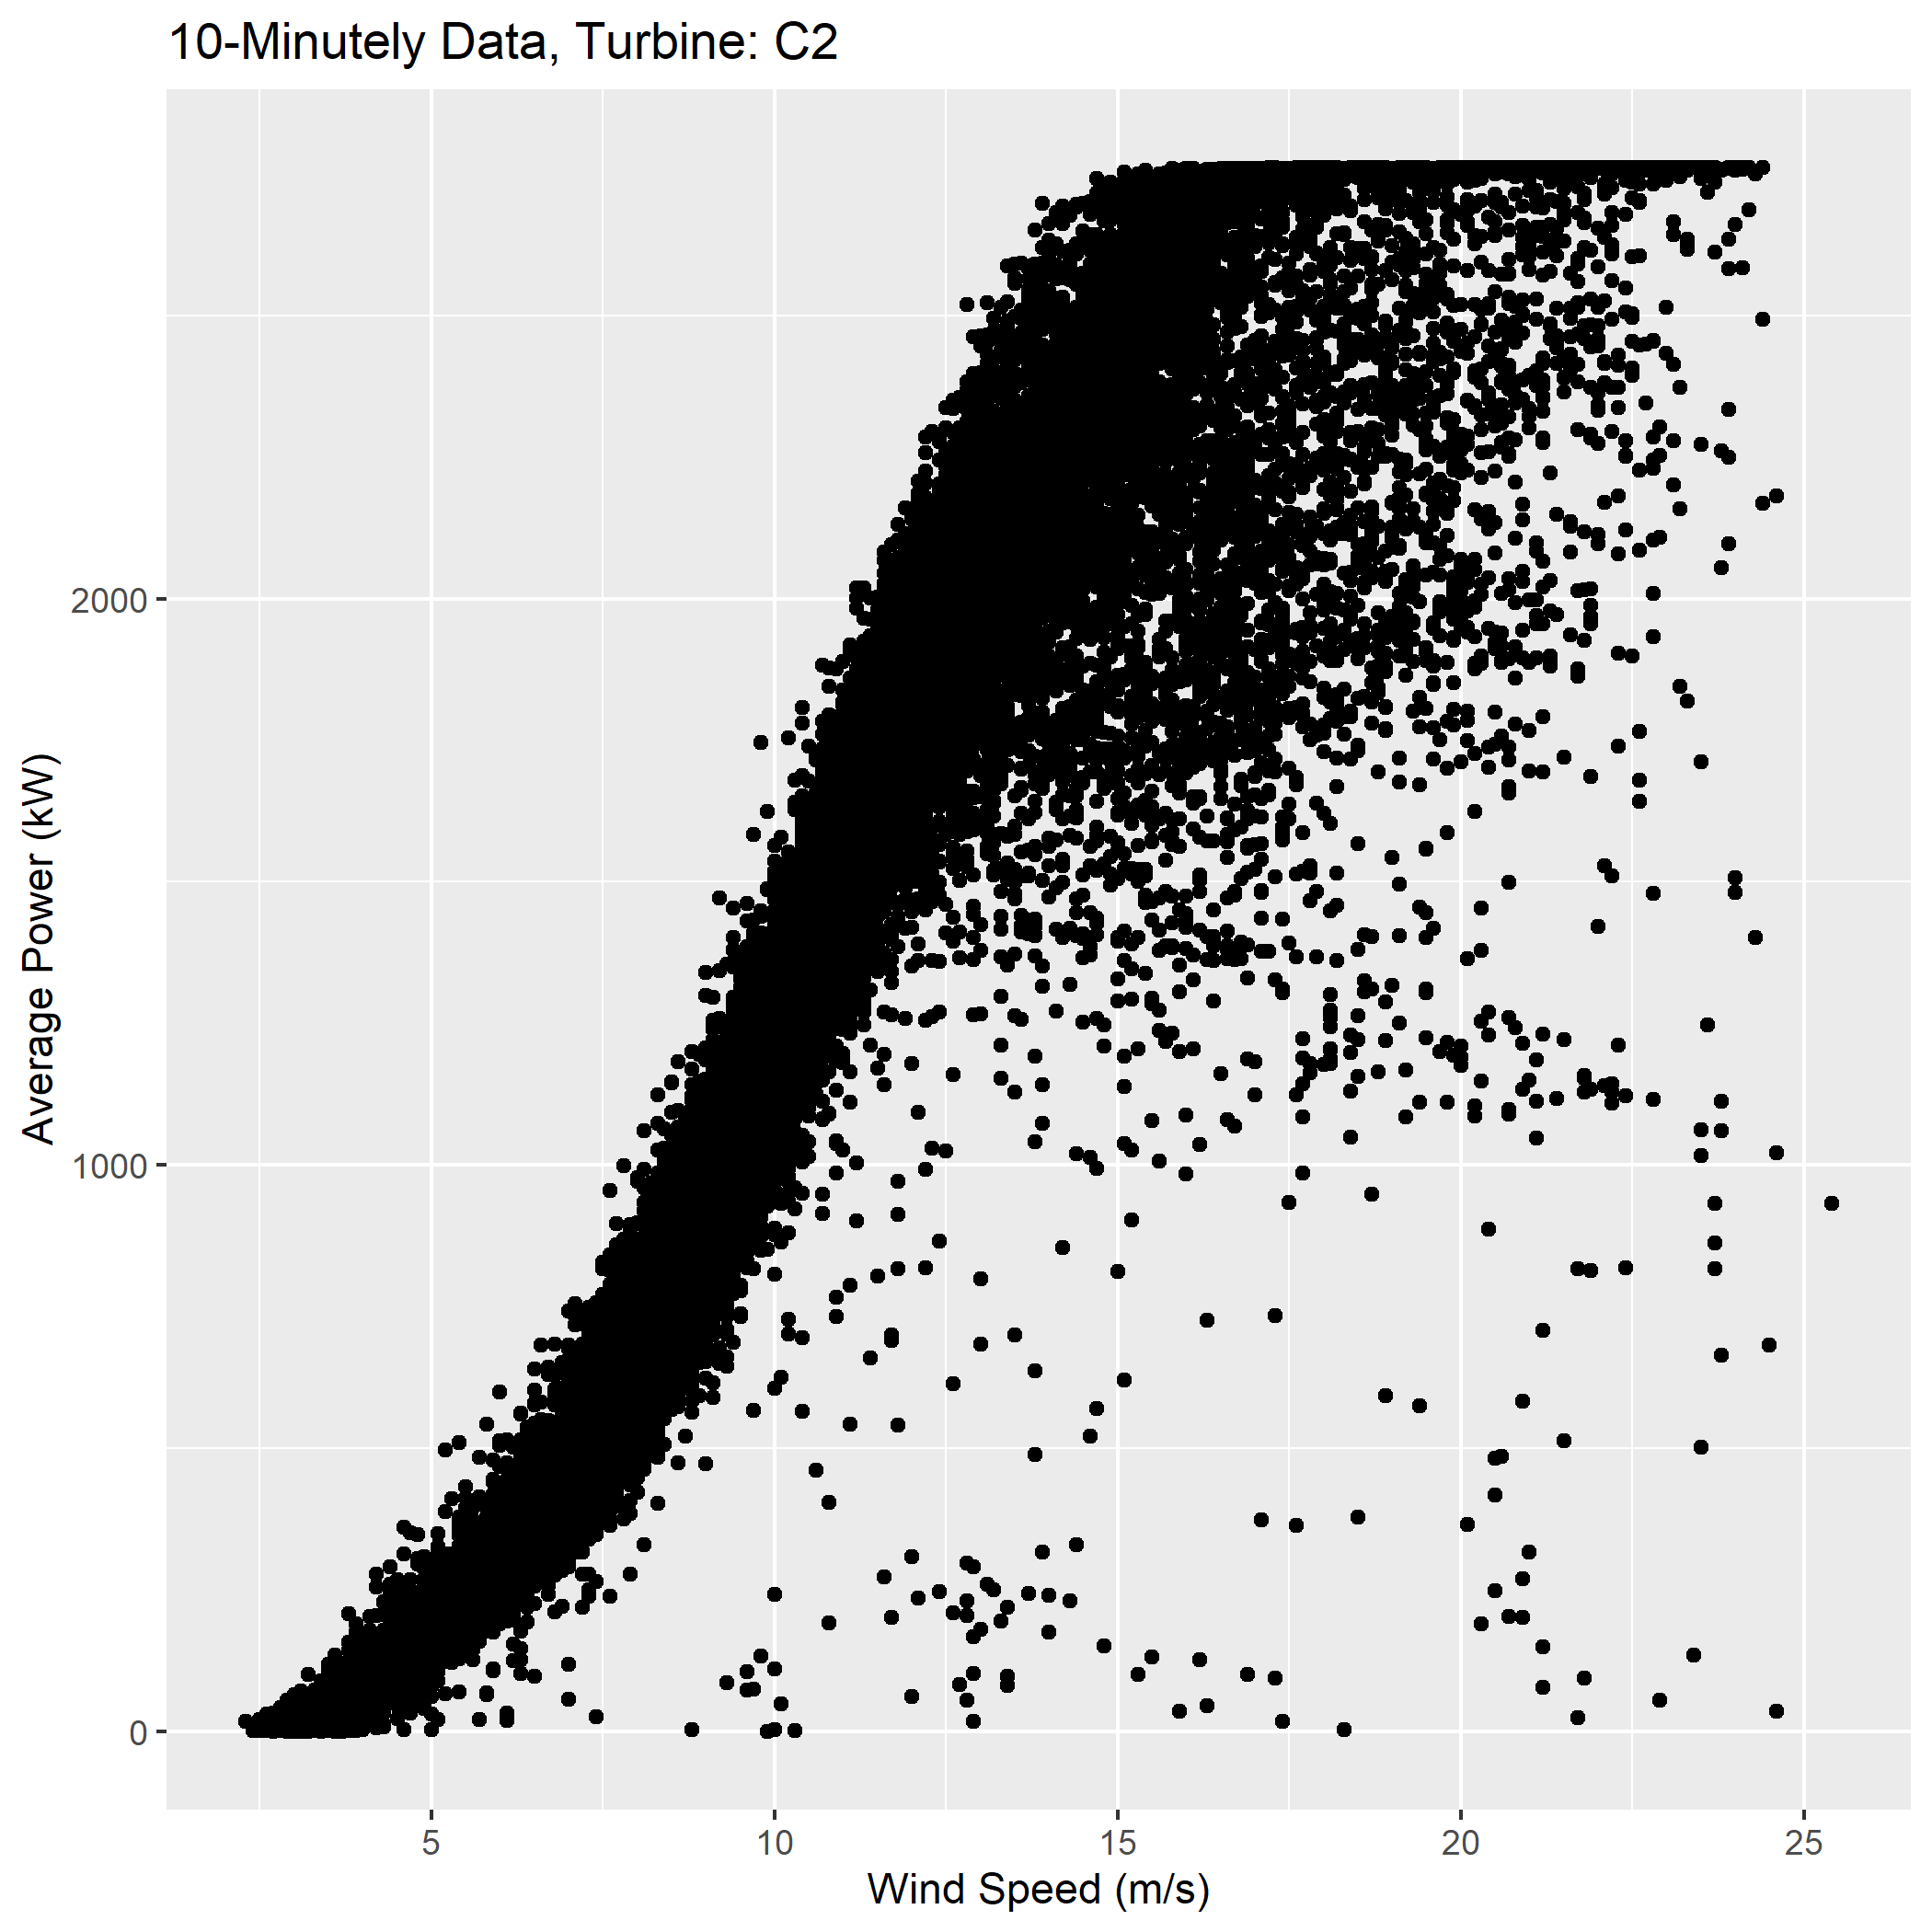 10-Minutely Data, Turbine: C2
Average Power (kW)
2000
1000
0
5 10 15 20 25
Wind Speed (m/s)